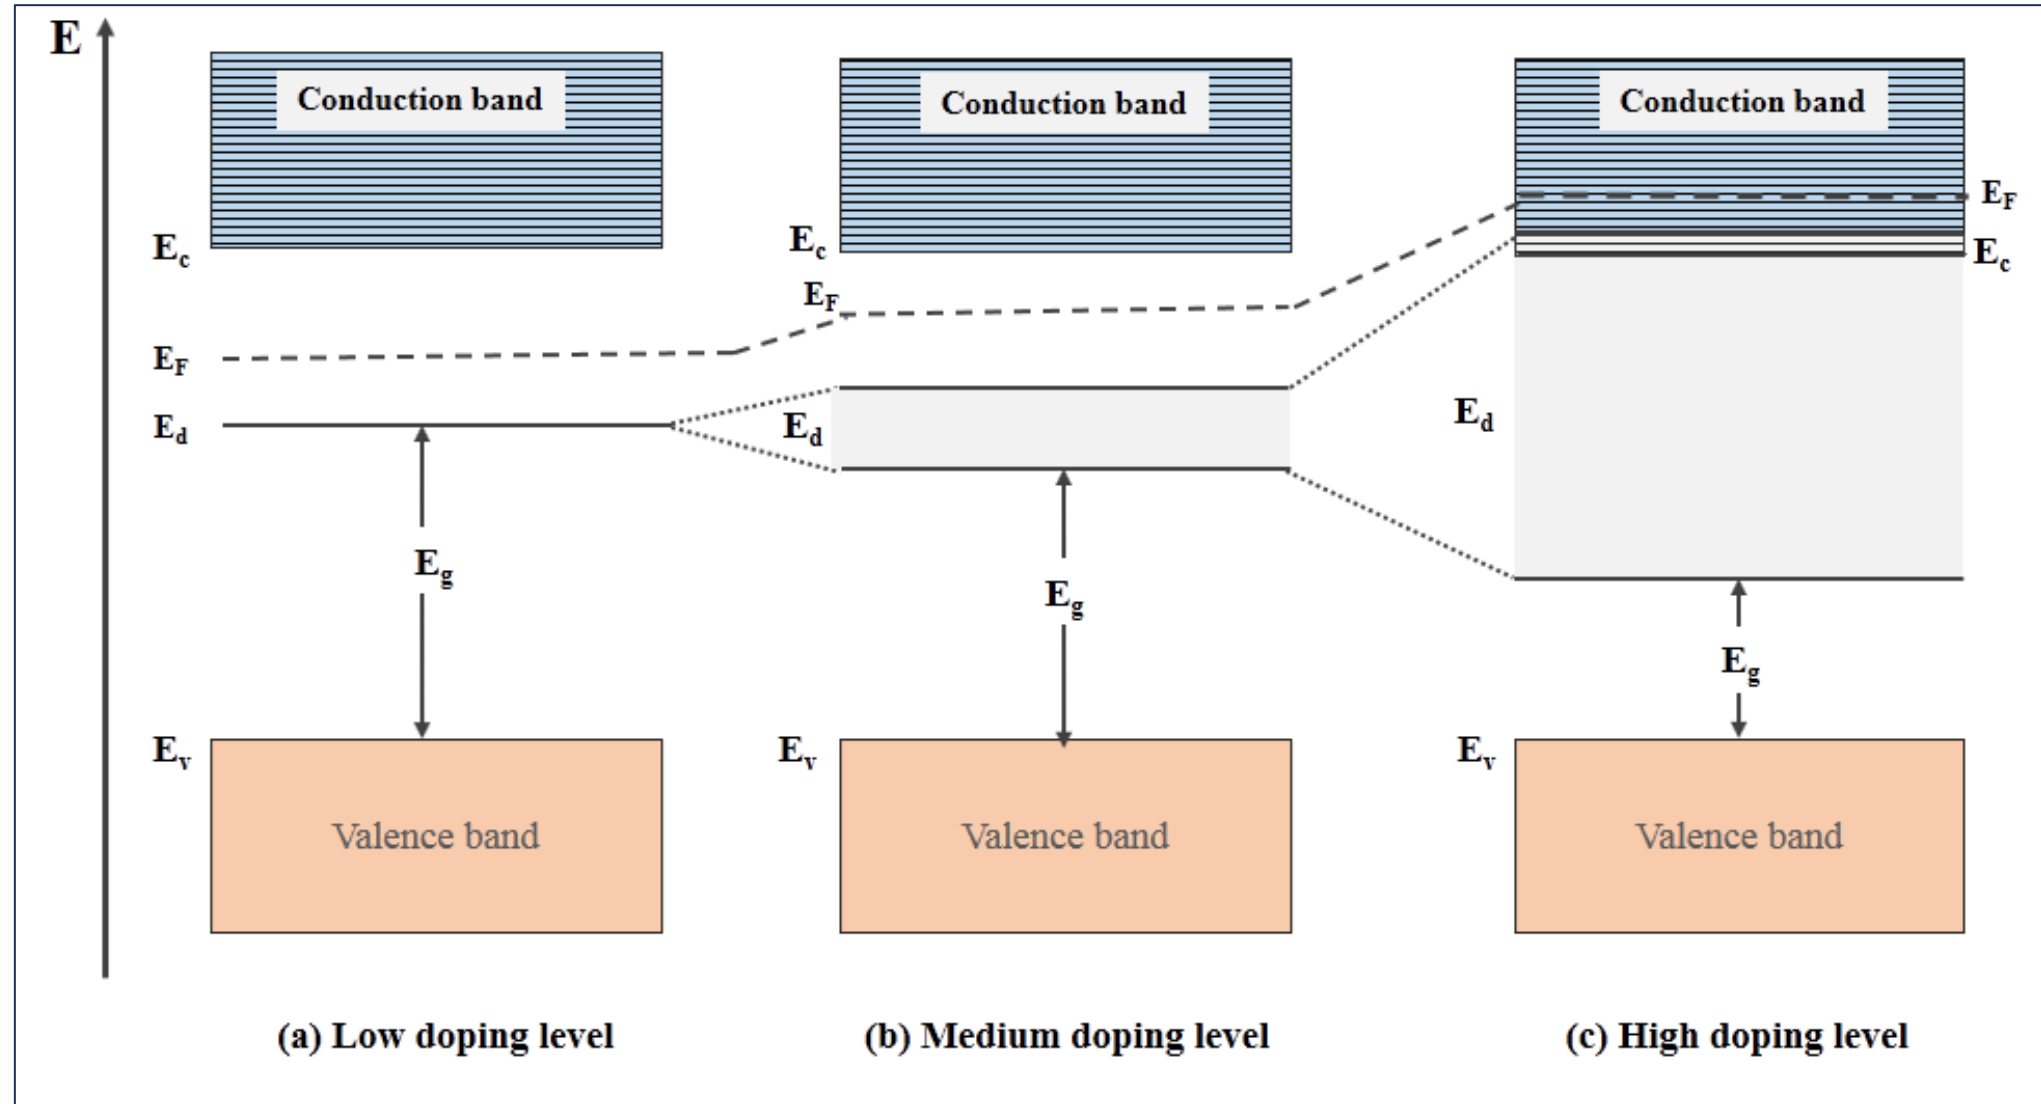 E
Conduction band
Conduction band
Conduction band
E_F
E_c
E_c
E_c
E_F
E_F
E_d
E_d
E_d
E_g
E_g
E_g
E_v
E_v
E_v
Valence band
Valence band
Valence band
(a) Low doping level
(b) Medium doping level
(c) High doping level